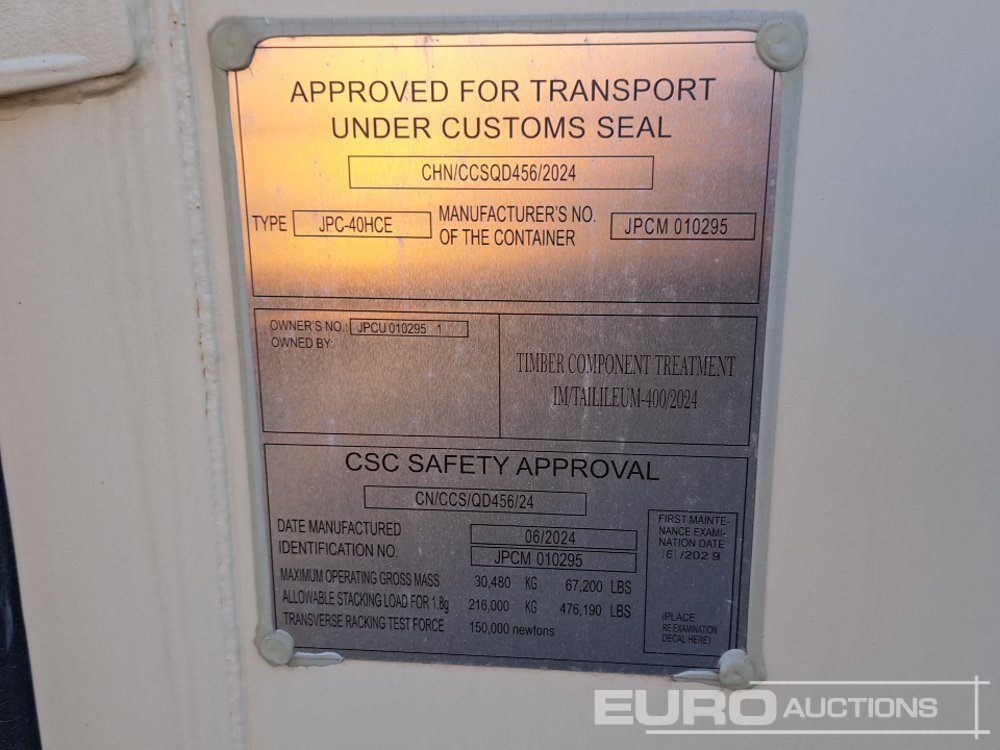 APPROVED FOR TRANSPORT
UNDER CUSTOMS SEAL
CHN/CCSQD456/2024
TYPE JPC-40HCE MANUFACTURER'S NO. OF THE CONTAINER JPCM 010295
OWNER'S NO.: JPCU 010295 1
OWNED BY:
TIMBER COMPONENT TREATMENT
IM/TAILILEUM-400/2024
CSC SAFETY APPROVAL
CN/CCS/QD456/24
DATE MANUFACTURED 06/2024
IDENTIFICATION NO. JPCM 010295
MAXIMUM OPERATING GROSS MASS 30,480 KG 67,200 LBS
ALLOWABLE STACKING LOAD FOR 1.8g 216,000 KG 476,190 LBS
TRANSVERSE RACKING TEST FORCE 150,000 newtons
FIRST MAINTE-
NANCE EXAMI-
NATION DATE
/2029
(PLACE
RE EXAMINATION
DECAL HERE)
EURO AUCTIONS